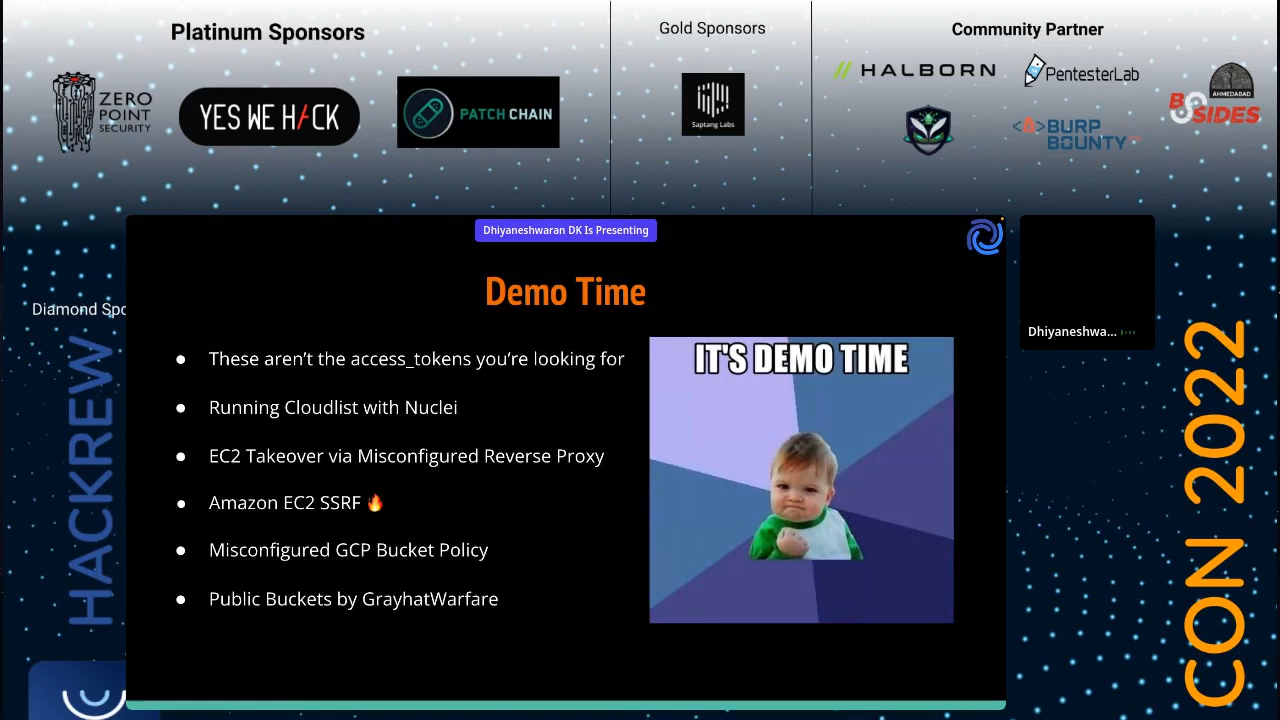 Platinum Sponsors
Gold Sponsors
Community Partner
ZERO
POINT
SECURITY
YES WE H/CK
PATCH CHAIN
Saptang Labs
HALBORN
PentesterLab
AHMEDABAD
BSIDES
BURP
BOUNTY
Dhiyaneshwaran DK Is Presenting
Demo Time
Diamond Spo
These aren’t the access_tokens you’re looking for
Running Cloudlist with Nuclei
EC2 Takeover via Misconfigured Reverse Proxy
Amazon EC2 SSRF 🔥
Misconfigured GCP Bucket Policy
Public Buckets by GrayhatWarfare
IT'S DEMO TIME
Dhiyaneshwa...
HACKREW
CON 2022